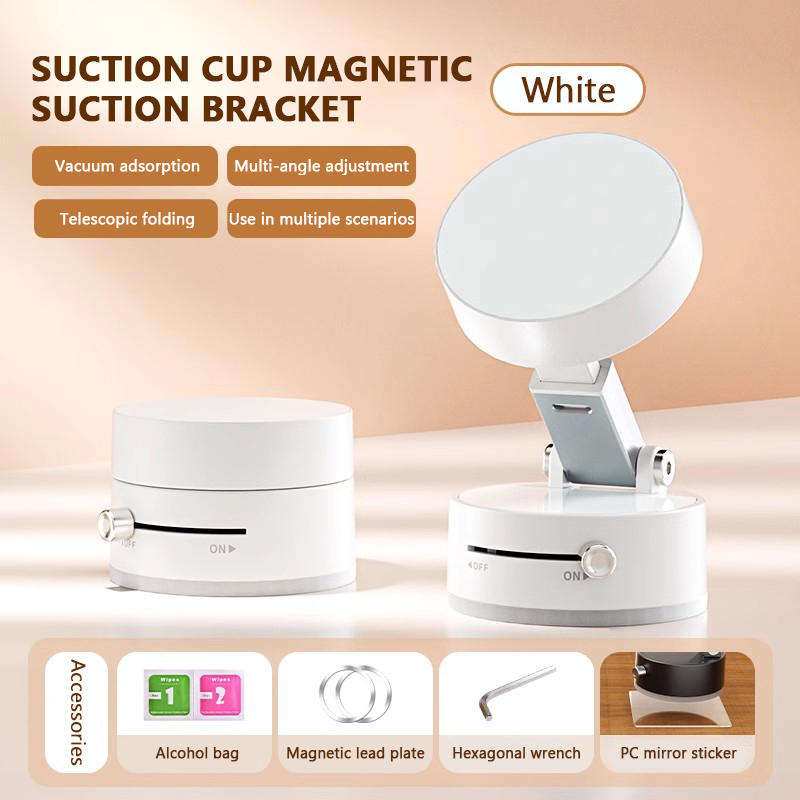 SUCTION CUP MAGNETIC
SUCTION BRACKET
White
Vacuum adsorption
Multi-angle adjustment
Telescopic folding
Use in multiple scenarios
OFF
ON▶
◀OFF
ON▶
Accessories
Wipes
1
Wipes
2
Alcohol bag
Magnetic lead plate
Hexagonal wrench
PC mirror sticker